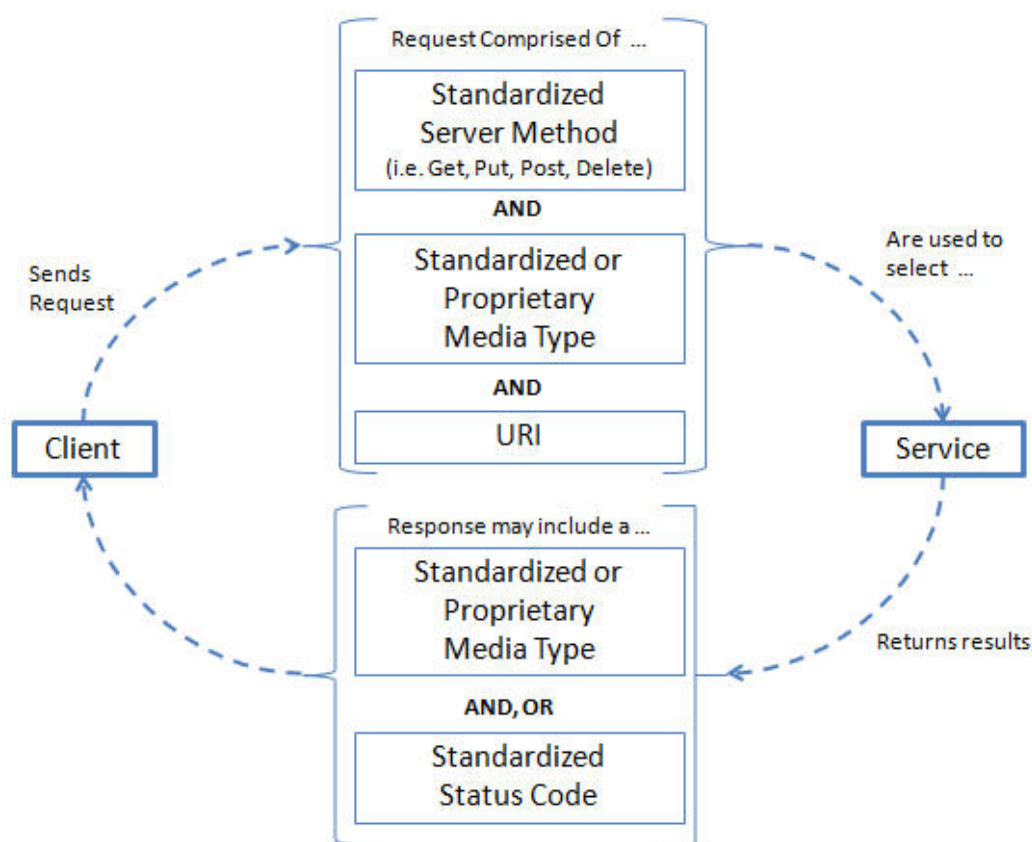 Request Comprised Of ...
Standardized
Server Method
(i.e. Get, Put, Post, Delete)
AND
Standardized or
Proprietary
Media Type
AND
URI
Sends
Request
Are used to
select ...
Client
Service
Response may include a ...
Standardized or
Proprietary
Media Type
AND, OR
Standardized
Status Code
Returns results